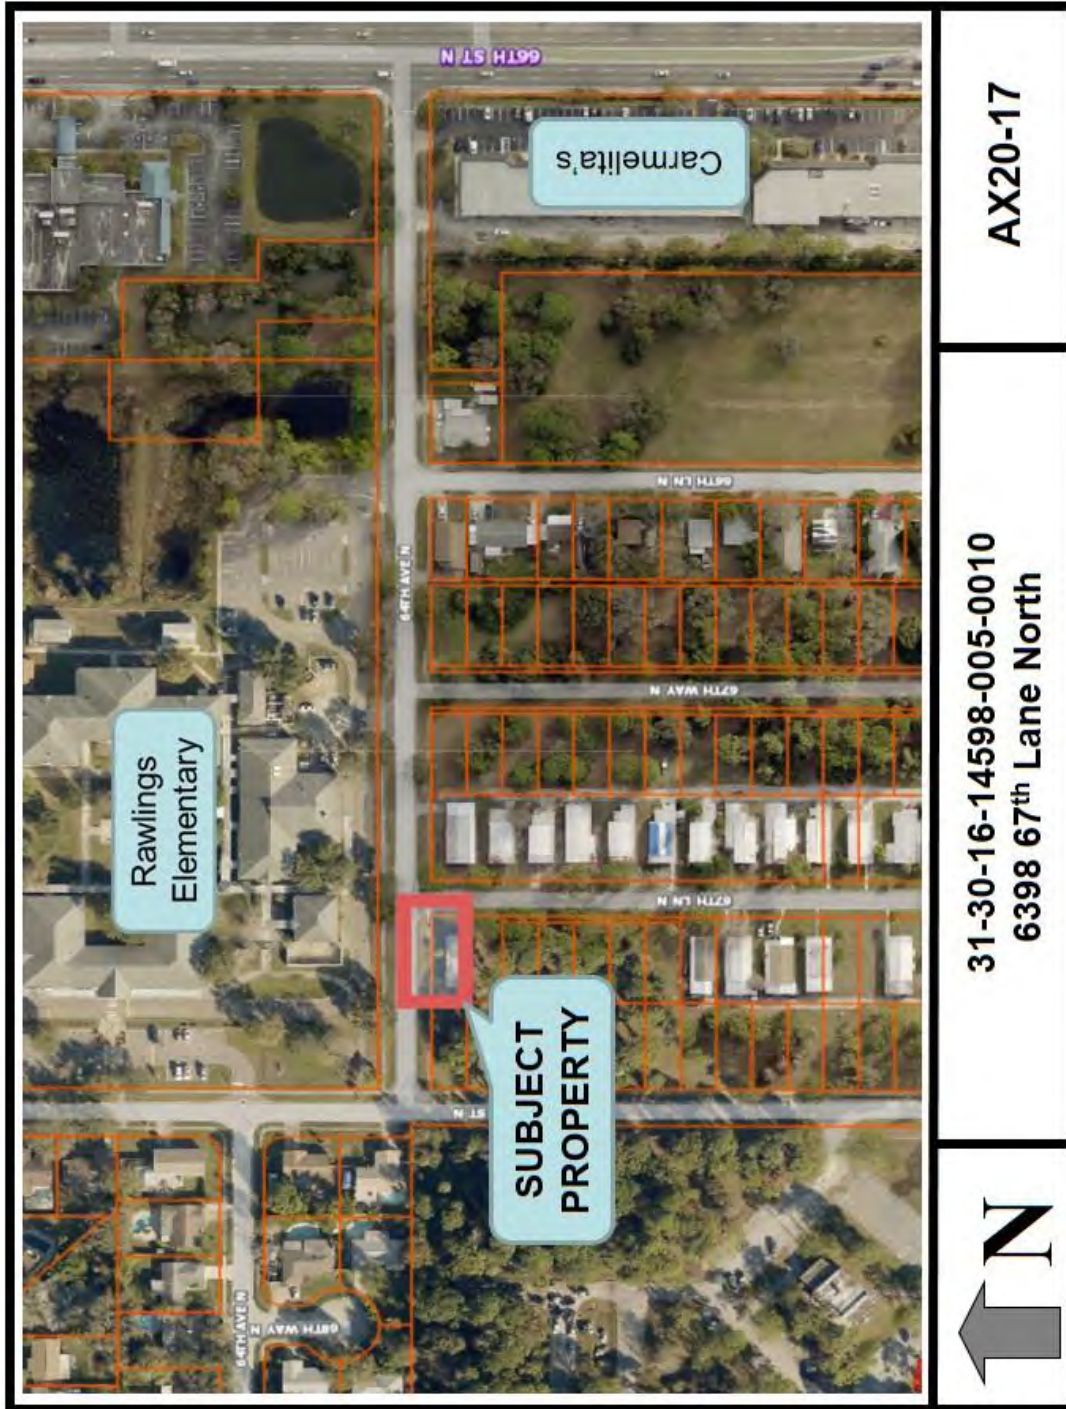 66TH ST N
Carmelita's
66TH LN N
64TH AVE N
67TH WAY N
Rawlings
Elementary
67TH LN N
SUBJECT
PROPERTY
ST N
64TH AVE N
68TH WAY N
N
31-30-16-14598-005-0010
6398 67th Lane North
AX20-17